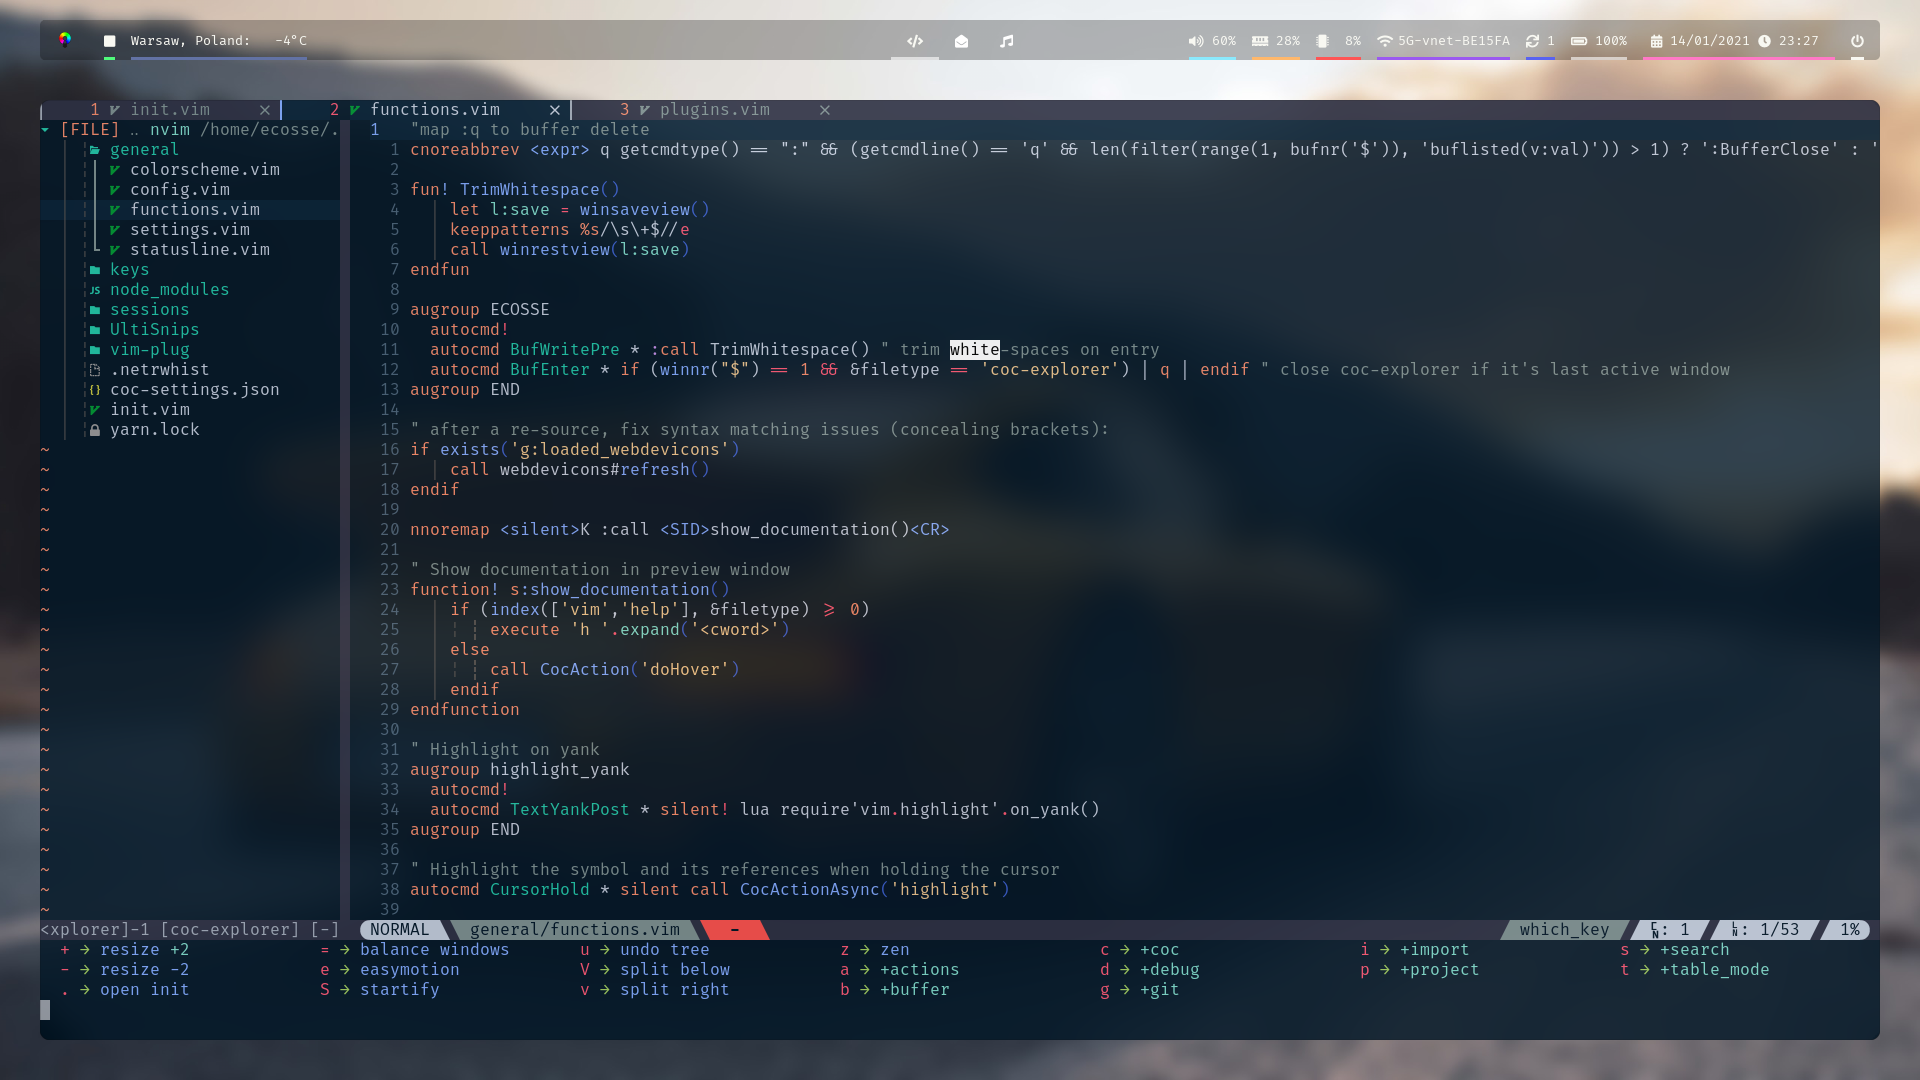 Warsaw, Poland: -4°C
60% 28% 8% 5G-vnet-BE15FA 1 100% 14/01/2021 23:27
1 init.vim × 2 functions.vim × 3 plugins.vim ×
[FILE] .. nvim /home/ecosse/.
general
colorscheme.vim
config.vim
functions.vim
settings.vim
statusline.vim
keys
node_modules
sessions
UltiSnips
vim-plug
.netrwhist
coc-settings.json
init.vim
yarn.lock
1 "map :q to buffer delete
1 cnoreabbrev <expr> q getcmdtype() == ":" && (getcmdline() == 'q' && len(filter(range(1, bufnr('$')), 'buflisted(v:val)')) > 1) ? ':BufferClose' : '
2
3 fun! TrimWhitespace()
4 let l:save = winsaveview()
5 keeppatterns %s/\s\+$//e
6 call winrestview(l:save)
7 endfun
8
9 augroup ECOSSE
10 autocmd!
11 autocmd BufWritePre * :call TrimWhitespace() " trim white-spaces on entry
12 autocmd BufEnter * if (winnr("$") == 1 && &filetype == 'coc-explorer') | q | endif " close coc-explorer if it's last active window
13 augroup END
14
15 " after a re-source, fix syntax matching issues (concealing brackets):
16 if exists('g:loaded_webdevicons')
17 call webdevicons#refresh()
18 endif
19
20 nnoremap <silent>K :call <SID>show_documentation()<CR>
21
22 " Show documentation in preview window
23 function! s:show_documentation()
24 if (index(['vim','help'], &filetype) >= 0)
25 execute 'h '.expand('<cword>')
26 else
27 call CocAction('doHover')
28 endif
29 endfunction
30
31 " Highlight on yank
32 augroup highlight_yank
33 autocmd!
34 autocmd TextYankPost * silent! lua require'vim.highlight'.on_yank()
35 augroup END
36
37 " Highlight the symbol and its references when holding the cursor
38 autocmd CursorHold * silent call CocActionAsync('highlight')
39
<xplorer]-1 [coc-explorer] [-] NORMAL general/functions.vim - which_key CN: 1 LN: 1/53 1%
+ → resize +2 = → balance windows u → undo tree z → zen c → +coc i → +import s → +search
- → resize -2 e → easymotion V → split below a → +actions d → +debug p → +project t → +table_mode
. → open init S → startify v → split right b → +buffer g → +git